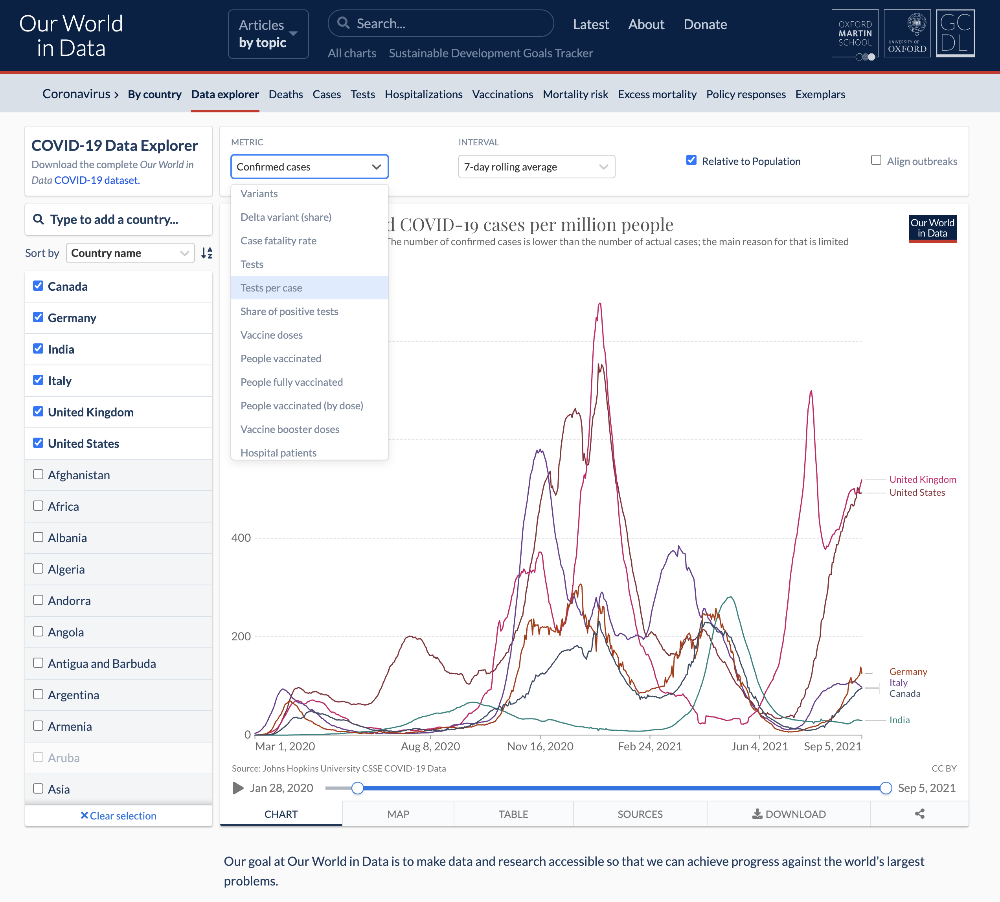 Our World
in Data
Articles
by topic
Search...
Latest
About
Donate
All charts
Sustainable Development Goals Tracker
OXFORD
MARTIN
SCHOOL
UNIVERSITY OF
OXFORD
GC
DL
Coronavirus › By country Data explorer Deaths Cases Tests Hospitalizations Vaccinations Mortality risk Excess mortality Policy responses Exemplars
COVID-19 Data Explorer
Download the complete Our World in
Data COVID-19 dataset.
Type to add a country...
Sort by
Country name
Canada
Germany
India
Italy
United Kingdom
United States
Afghanistan
Africa
Albania
Algeria
Andorra
Angola
Antigua and Barbuda
Argentina
Armenia
Aruba
Asia
Clear selection
METRIC
Confirmed cases
INTERVAL
7-day rolling average
Relative to Population
Align outbreaks
Variants
Delta variant (share)
Case fatality rate
Tests
Tests per case
Share of positive tests
Vaccine doses
People vaccinated
People fully vaccinated
People vaccinated (by dose)
Vaccine booster doses
Hospital patients
d COVID-19 cases per million people
The number of confirmed cases is lower than the number of actual cases; the main reason for that is limited
Our World
in Data
400
200
0
Mar 1, 2020
Aug 8, 2020
Nov 16, 2020
Feb 24, 2021
Jun 4, 2021
Sep 5, 2021
United Kingdom
United States
Germany
Italy
Canada
India
Source: Johns Hopkins University CSSE COVID-19 Data
CC BY
Jan 28, 2020
Sep 5, 2021
CHART
MAP
TABLE
SOURCES
DOWNLOAD
Our goal at Our World in Data is to make data and research accessible so that we can achieve progress against the world's largest
problems.